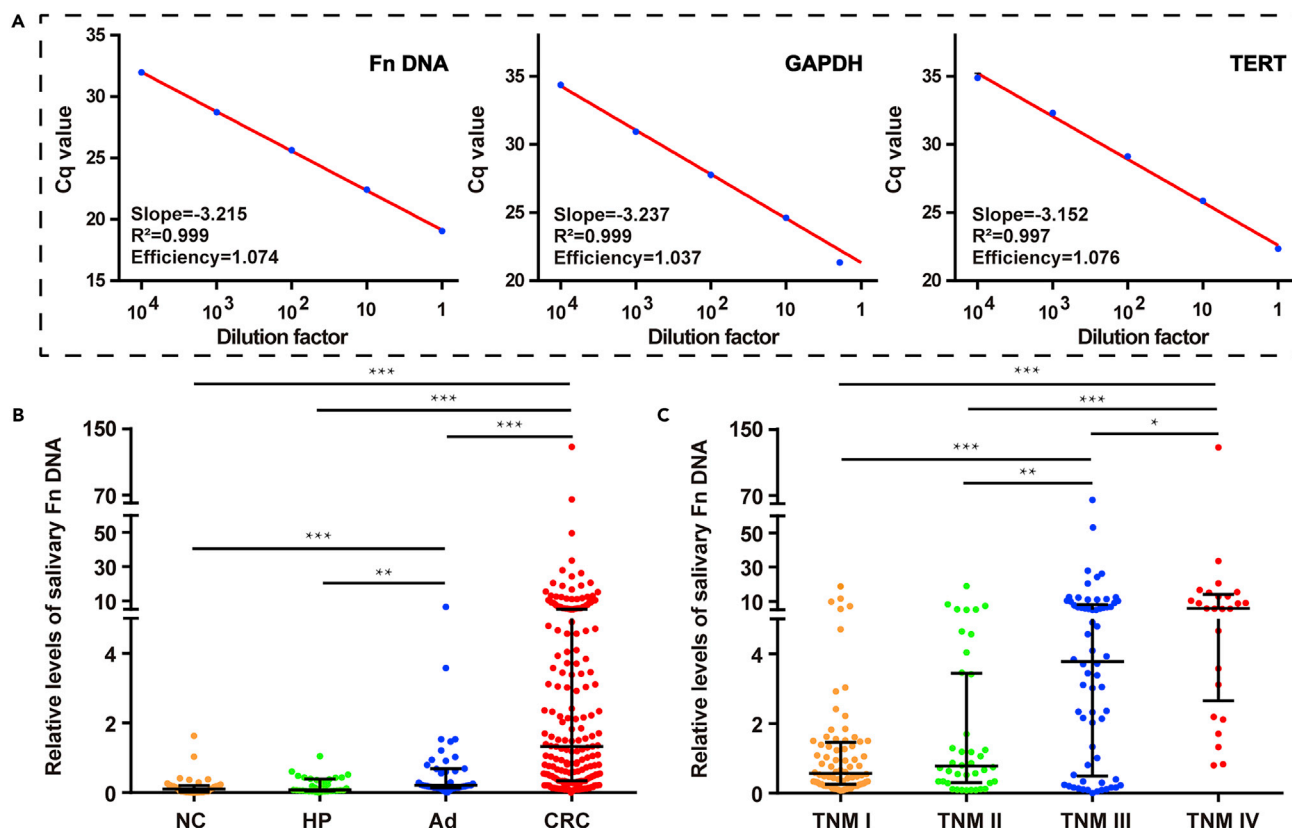 A
Fn DNA
GAPDH
TERT
Cq value
35
30
25
20
15
Slope=-3.215
R²=0.999
Efficiency=1.074
10⁴ 10³ 10² 10 1
Dilution factor
Cq value
35
30
25
20
Slope=-3.237
R²=0.999
Efficiency=1.037
10⁴ 10³ 10² 10 1
Dilution factor
Cq value
35
30
25
20
Slope=-3.152
R²=0.997
Efficiency=1.076
10⁴ 10³ 10² 10 1
Dilution factor
B
Relative levels of salivary Fn DNA
150
70
50
30
10
4
2
0
***
***
***
***
**
NC HP Ad CRC
C
Relative levels of salivary Fn DNA
150
70
50
30
10
4
2
0
***
***
*
***
**
TNM I TNM II TNM III TNM IV